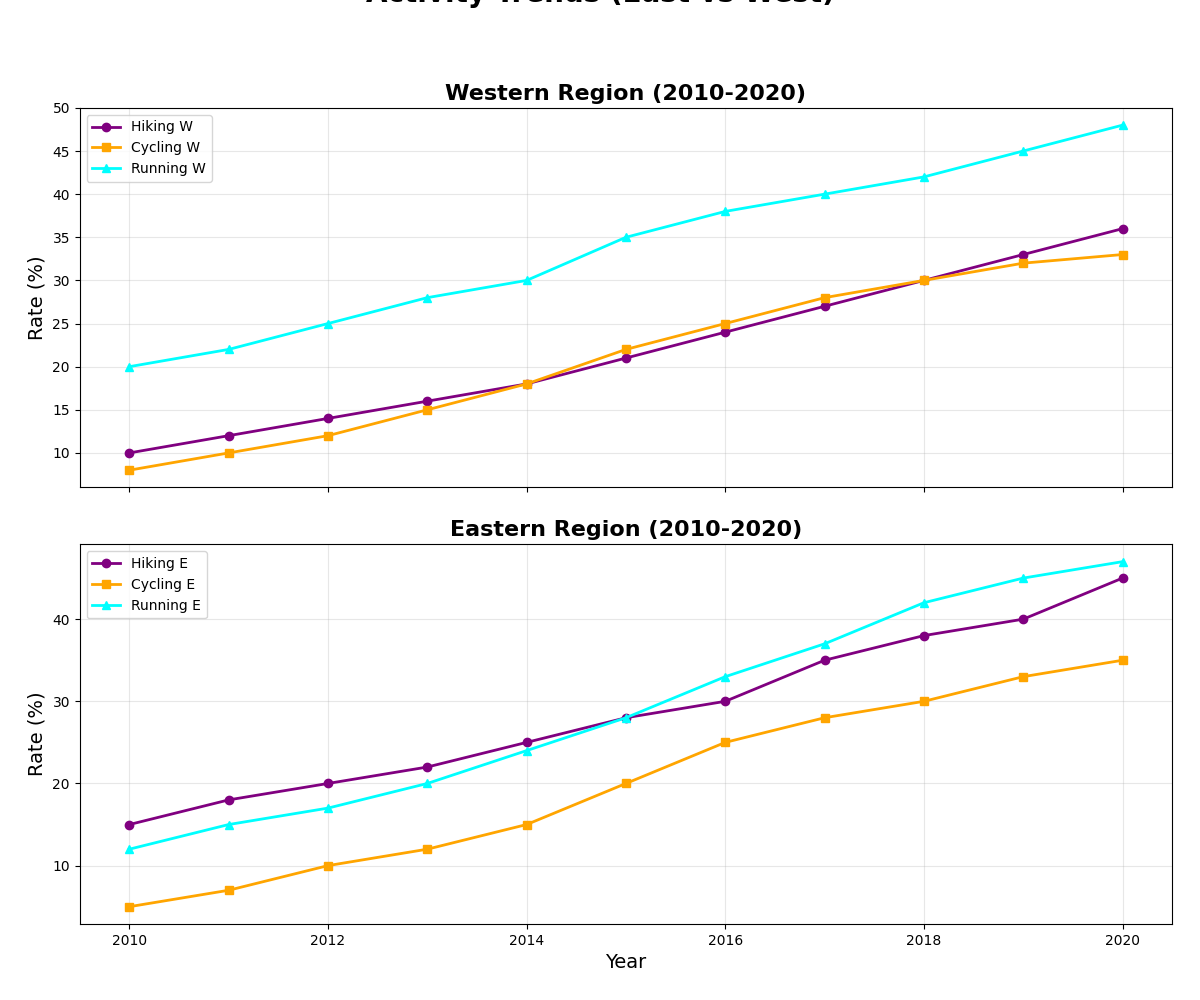 Activity Trends (East vs West)
Western Region (2010-2020)
Hiking W
Cycling W
Running W
Rate (%)
50
45
40
35
30
25
20
15
10
Eastern Region (2010-2020)
Hiking E
Cycling E
Running E
Rate (%)
40
30
20
10
2010 2012 2014 2016 2018 2020
Year